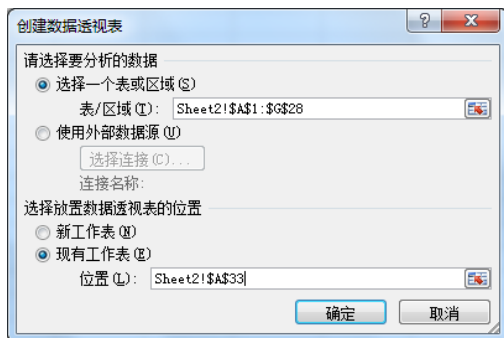 创建数据透视表
请选择要分析的数据
选择一个表或区域(S)
表/区域(T): Sheet2!$A$1:$G$28
使用外部数据源(U)
选择连接(C)...
连接名称:
选择放置数据透视表的位置
新工作表(N)
现有工作表(E)
位置(L): Sheet2!$A$33
确定 取消